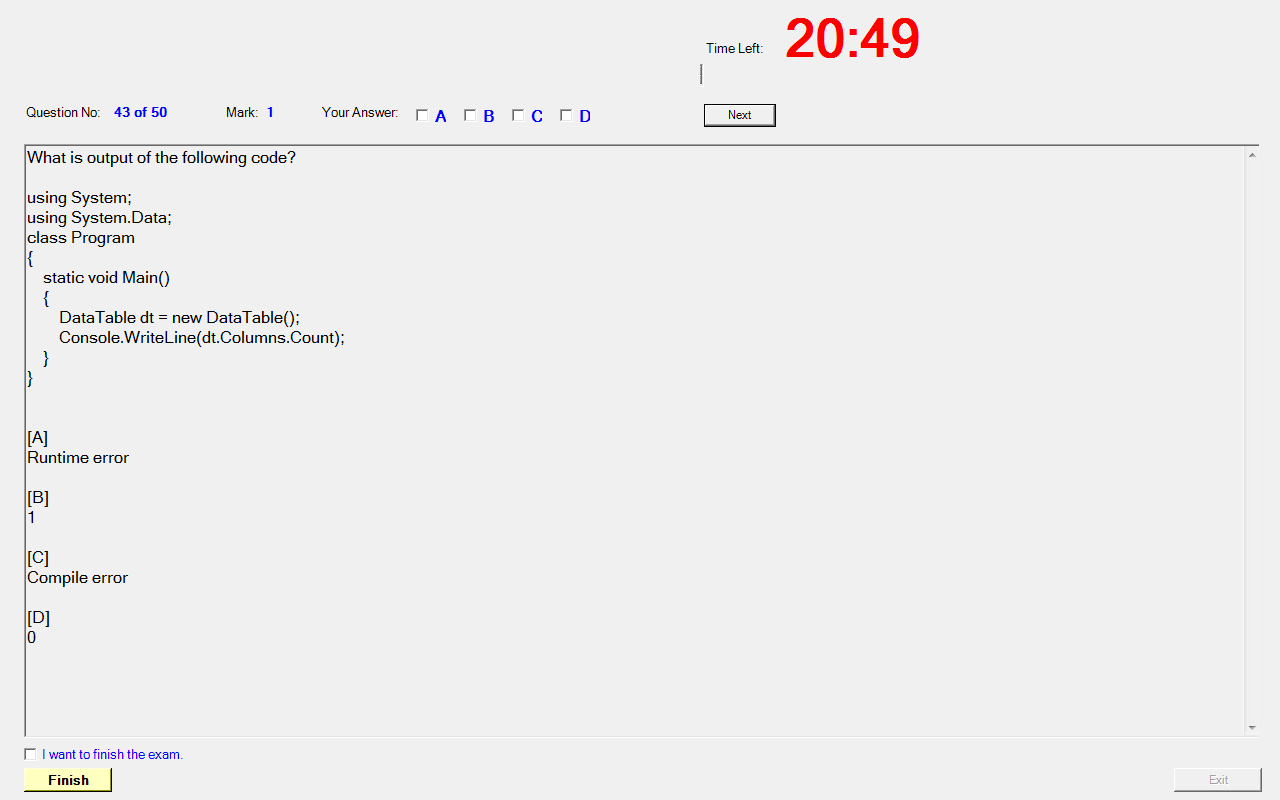 Time Left: 20:49
Question No: 43 of 50 Mark: 1 Your Answer: A B C D Next
What is output of the following code?
using System;
using System.Data;
class Program
{
static void Main()
{
DataTable dt = new DataTable();
Console.WriteLine(dt.Columns.Count);
}
}
[A]
Runtime error
[B]
1
[C]
Compile error
[D]
0
I want to finish the exam.
Finish Exit